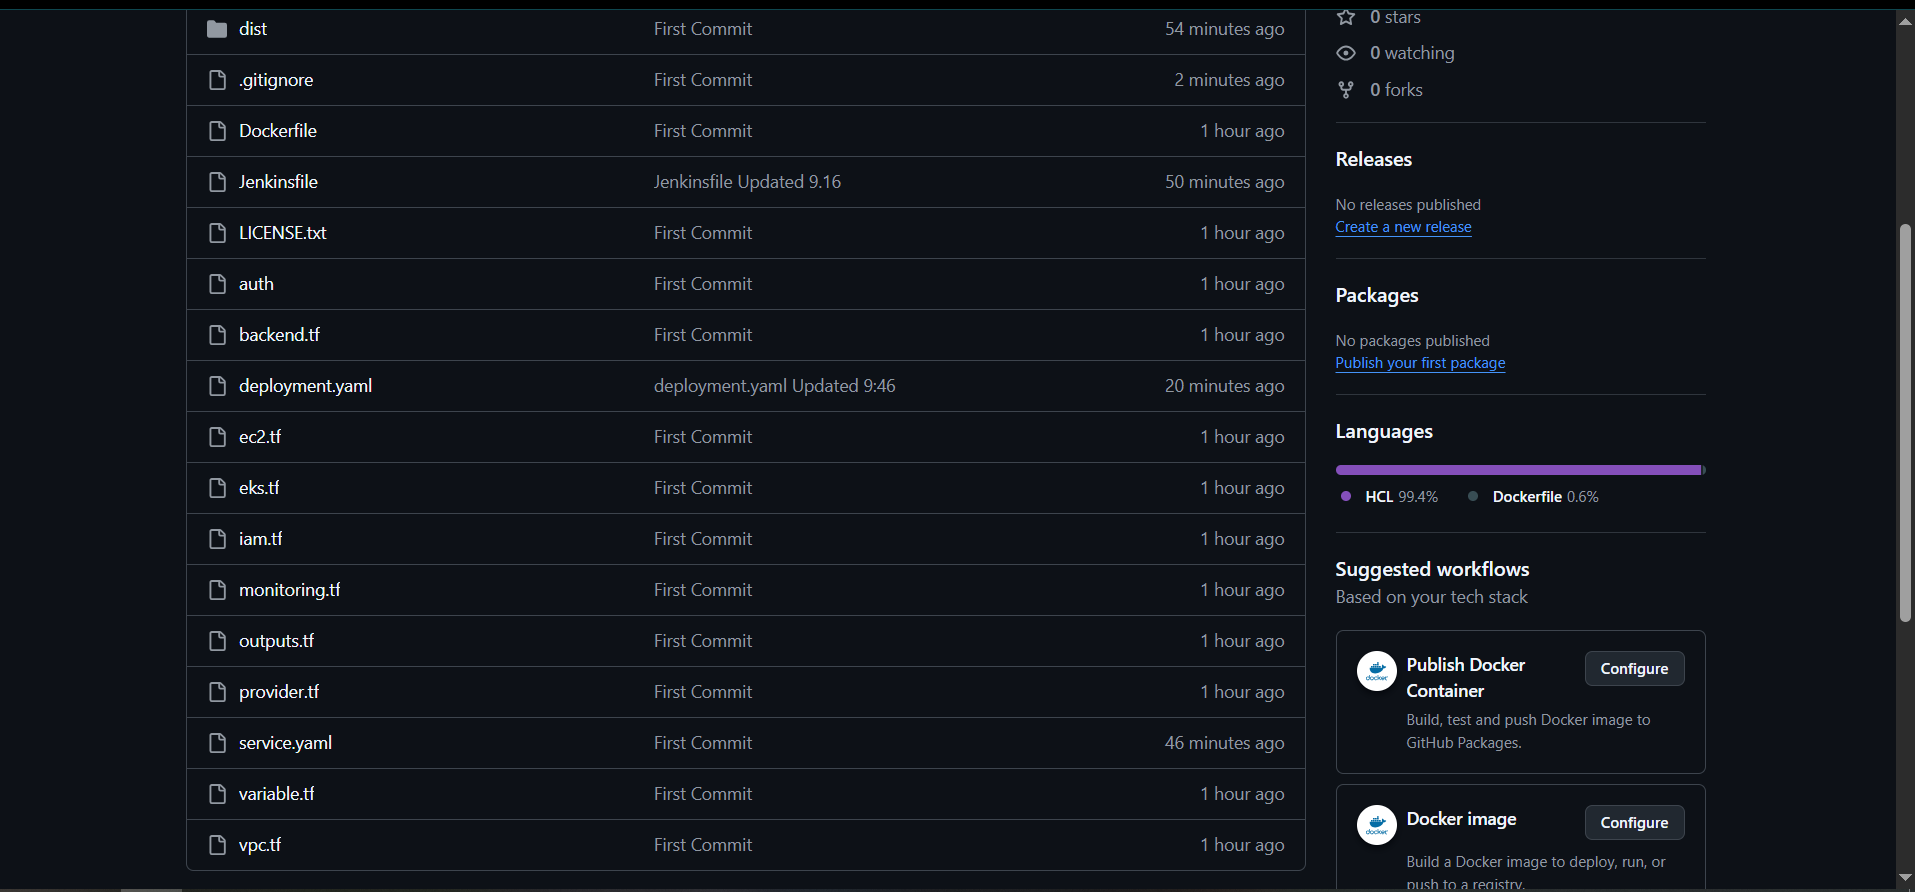 dist First Commit 54 minutes ago
.gitignore First Commit 2 minutes ago
Dockerfile First Commit 1 hour ago
Jenkinsfile Jenkinsfile Updated 9.16 50 minutes ago
LICENSE.txt First Commit 1 hour ago
auth First Commit 1 hour ago
backend.tf First Commit 1 hour ago
deployment.yaml deployment.yaml Updated 9:46 20 minutes ago
ec2.tf First Commit 1 hour ago
eks.tf First Commit 1 hour ago
iam.tf First Commit 1 hour ago
monitoring.tf First Commit 1 hour ago
outputs.tf First Commit 1 hour ago
provider.tf First Commit 1 hour ago
service.yaml First Commit 46 minutes ago
variable.tf First Commit 1 hour ago
vpc.tf First Commit 1 hour ago
0 stars
0 watching
0 forks
Releases
No releases published
Create a new release
Packages
No packages published
Publish your first package
Languages
HCL 99.4% Dockerfile 0.6%
Suggested workflows
Based on your tech stack
docker
Publish Docker
Container
Configure
Build, test and push Docker image to
GitHub Packages.
docker
Docker image
Configure
Build a Docker image to deploy, run, or
push to a registry.